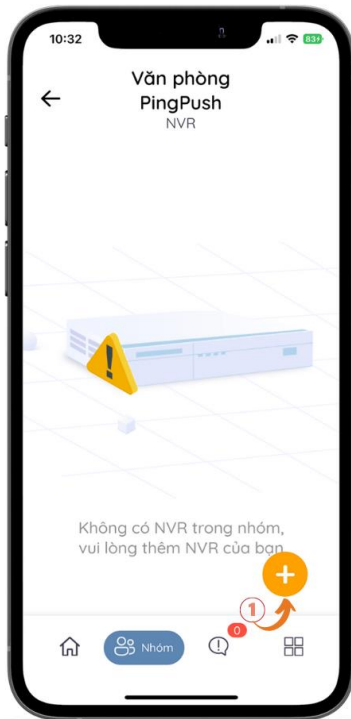 10:32
83
Văn phòng
PingPush
NVR
Không có NVR trong nhóm,
vui lòng thêm NVR của bạn
+
1
0
Nhóm